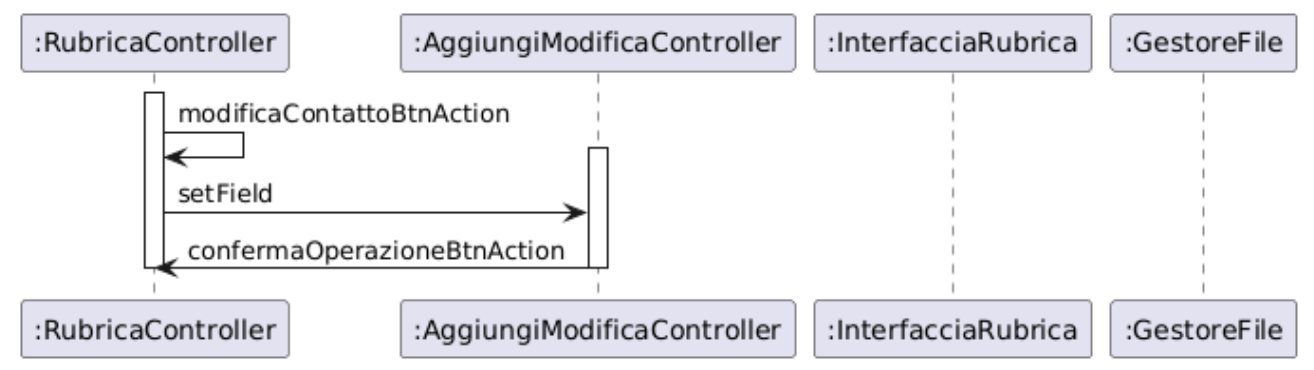 :RubricaController
:AggiungiModificaController
:InterfacciaRubrica
:GestoreFile
modificaContattoBtnAction
setField
confermaOperazioneBtnAction
:RubricaController
:AggiungiModificaController
:InterfacciaRubrica
:GestoreFile